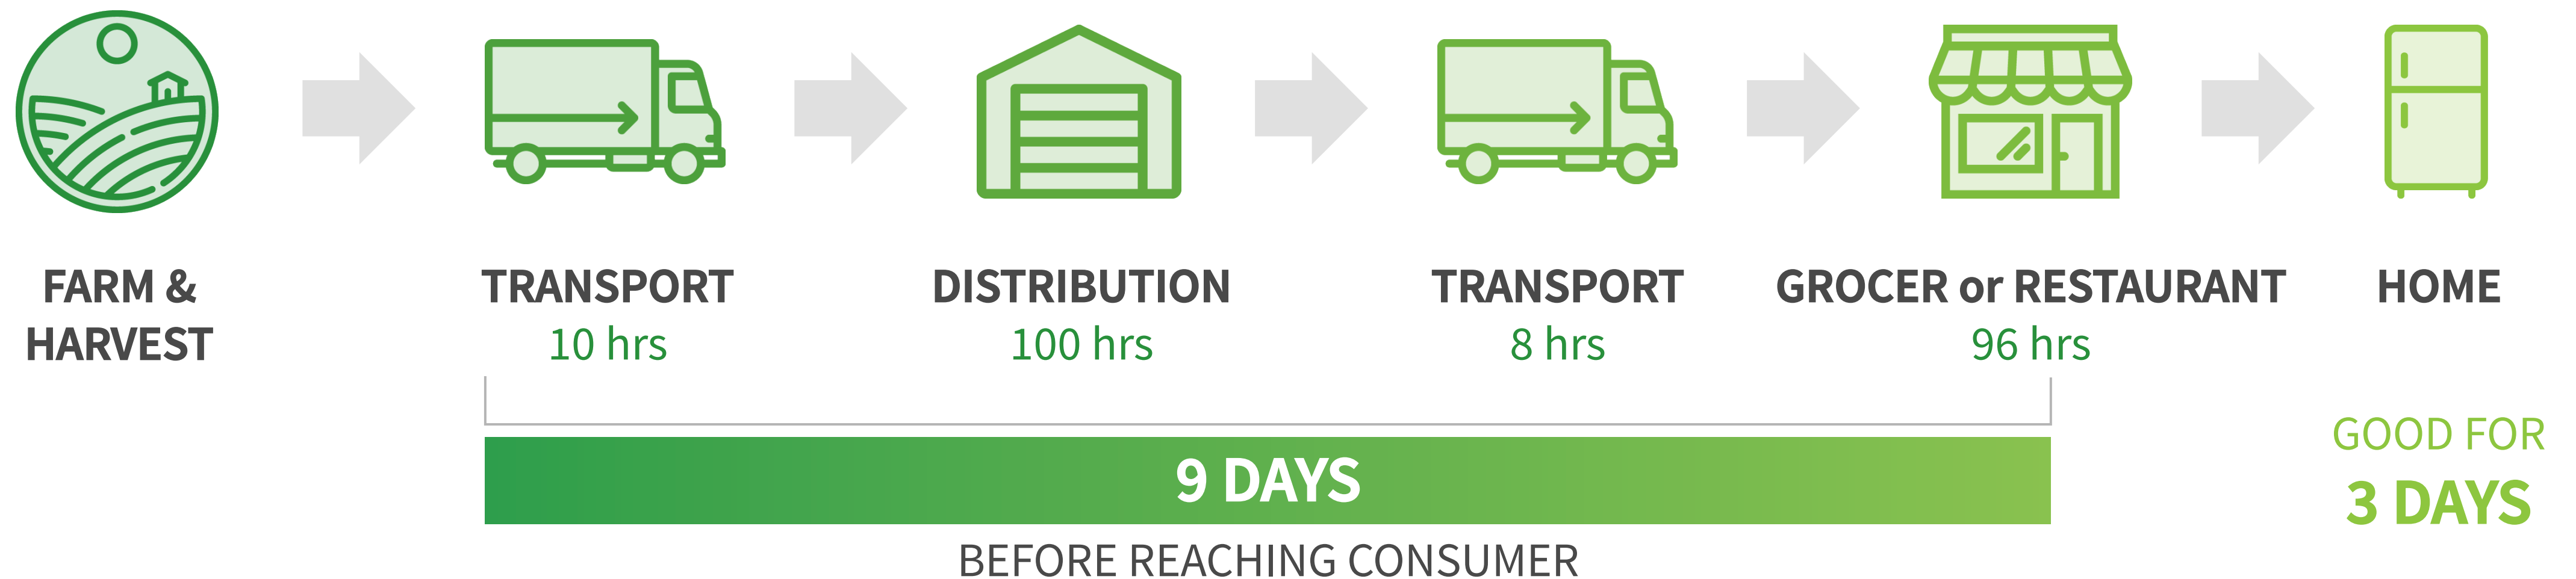 FARM &
HARVEST
TRANSPORT
10 hrs
DISTRIBUTION
100 hrs
TRANSPORT
8 hrs
GROCER or RESTAURANT
96 hrs
HOME
9 DAYS
BEFORE REACHING CONSUMER
GOOD FOR
3 DAYS